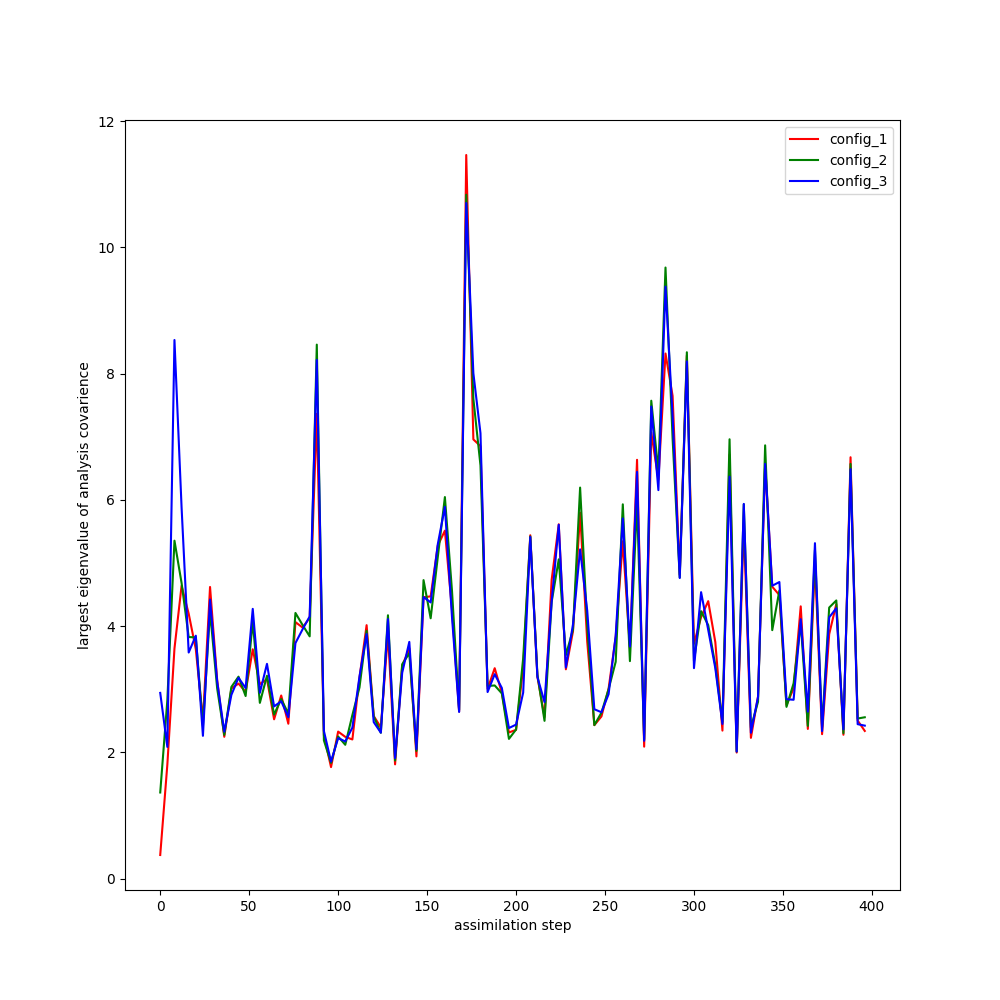 12
10
8
6
4
2
0
0 50 100 150 200 250 300 350 400
assimilation step
largest eigenvalue of analysis covarience
config_1
config_2
config_3